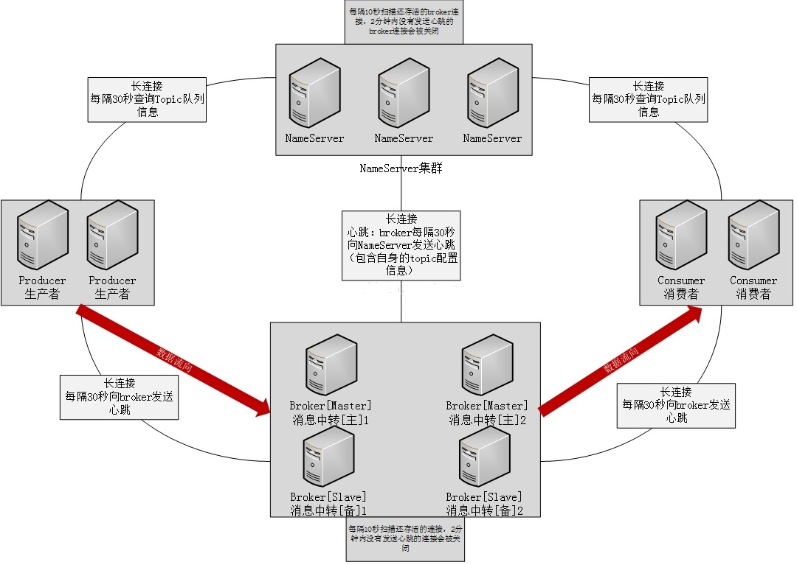 每隔10秒扫描还存活的broker连
接，2分钟内没有发送心跳的
broker连接会被关闭
NameServer
NameServer
NameServer
NameServer集群
长连接
每隔30秒查询Topic队列
信息
长连接
每隔30秒查询Topic队列
信息
长连接
心跳：broker每隔30秒
向NameServer发送心跳
（包含自身的topic配置
信息）
Producer
生产者
Producer
生产者
Consumer
消费者
Consumer
消费者
数据流向
数据流向
长连接
每隔30秒向broker发送
心跳
长连接
每隔30秒向broker发送
心跳
Broker[Master]
消息中转[主]1
Broker[Master]
消息中转[主]2
Broker[Slave]
消息中转[备]1
Broker[Slave]
消息中转[备]2
每隔10秒扫描还存活的连接，2分
钟内没有发送心跳的连接会被关
闭